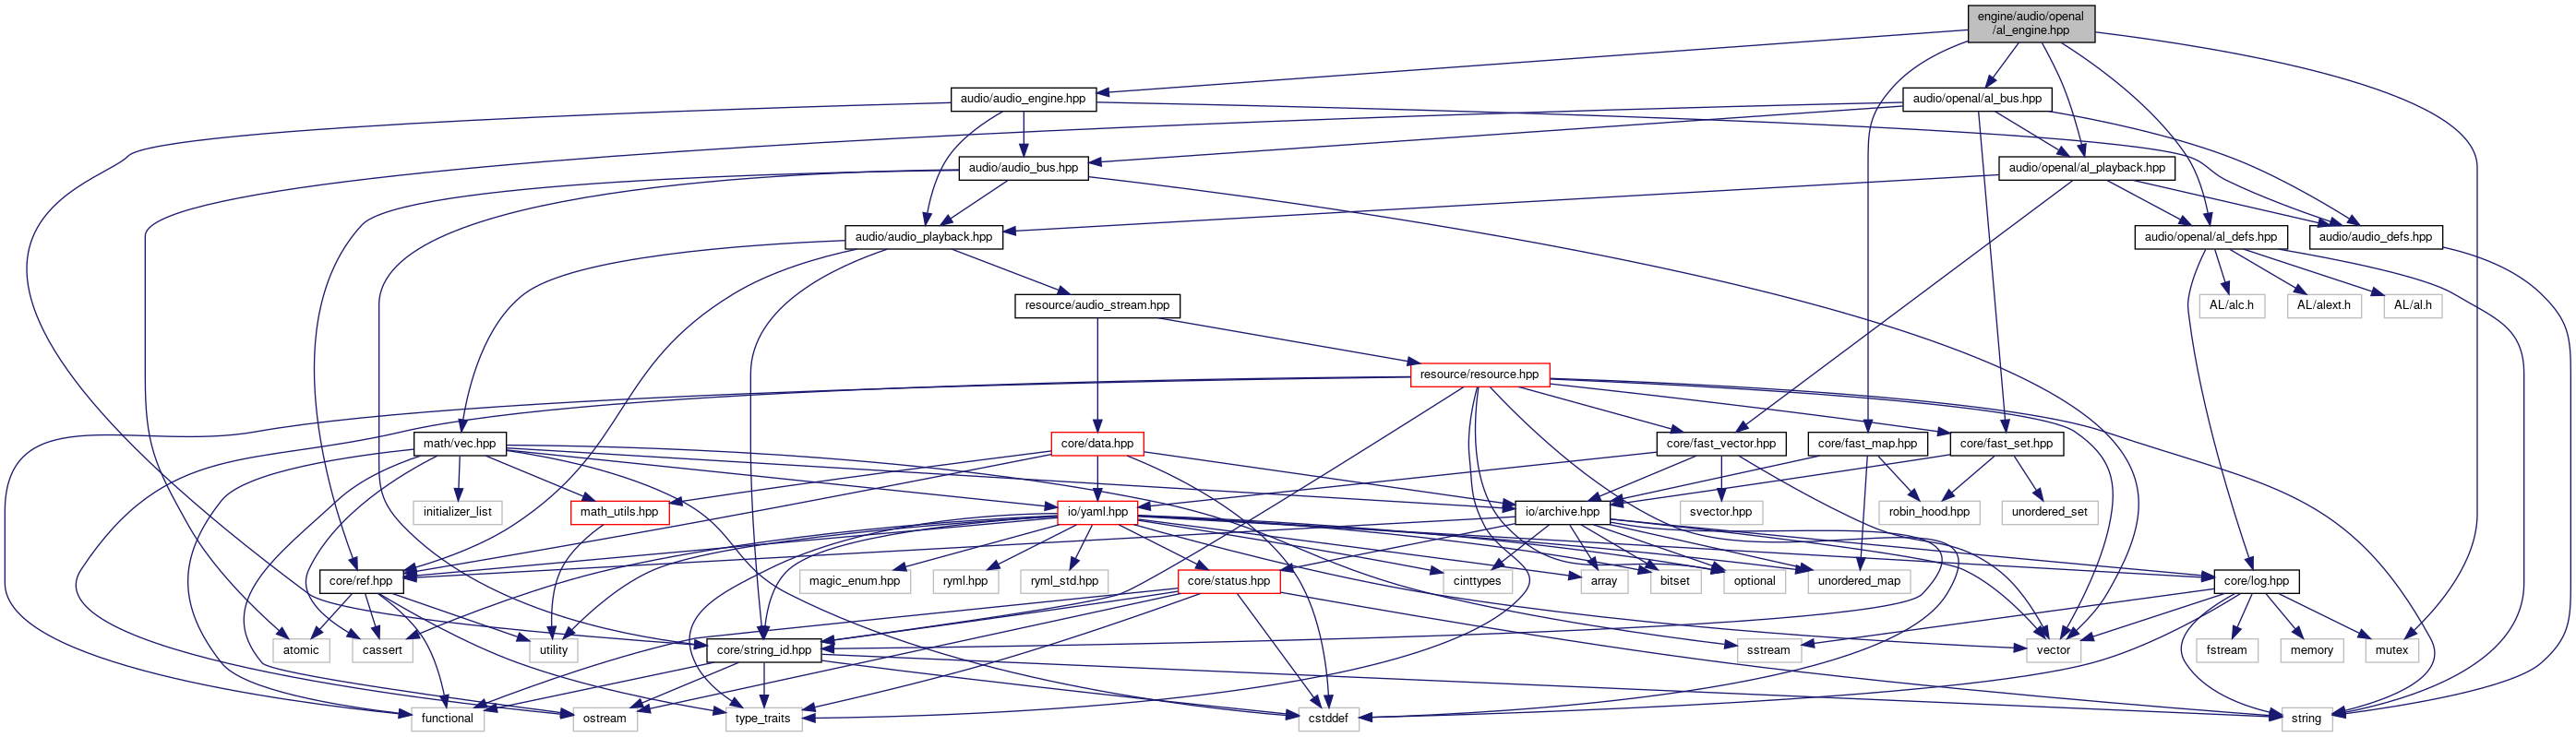 engine/audio/openal
/al_engine.hpp
audio/audio_engine.hpp
audio/openal/al_bus.hpp
audio/audio_bus.hpp
audio/openal/al_playback.hpp
audio/audio_playback.hpp
audio/openal/al_defs.hpp
audio/audio_defs.hpp
resource/audio_stream.hpp
AL/alc.h
AL/alext.h
AL/al.h
resource/resource.hpp
math/vec.hpp
core/data.hpp
core/fast_vector.hpp
core/fast_map.hpp
core/fast_set.hpp
initializer_list
math_utils.hpp
io/yaml.hpp
io/archive.hpp
svector.hpp
robin_hood.hpp
unordered_set
core/ref.hpp
magic_enum.hpp
ryml.hpp
ryml_std.hpp
core/status.hpp
cinttypes
array
bitset
optional
unordered_map
core/log.hpp
atomic
cassert
utility
core/string_id.hpp
sstream
vector
fstream
memory
mutex
functional
ostream
type_traits
cstddef
string